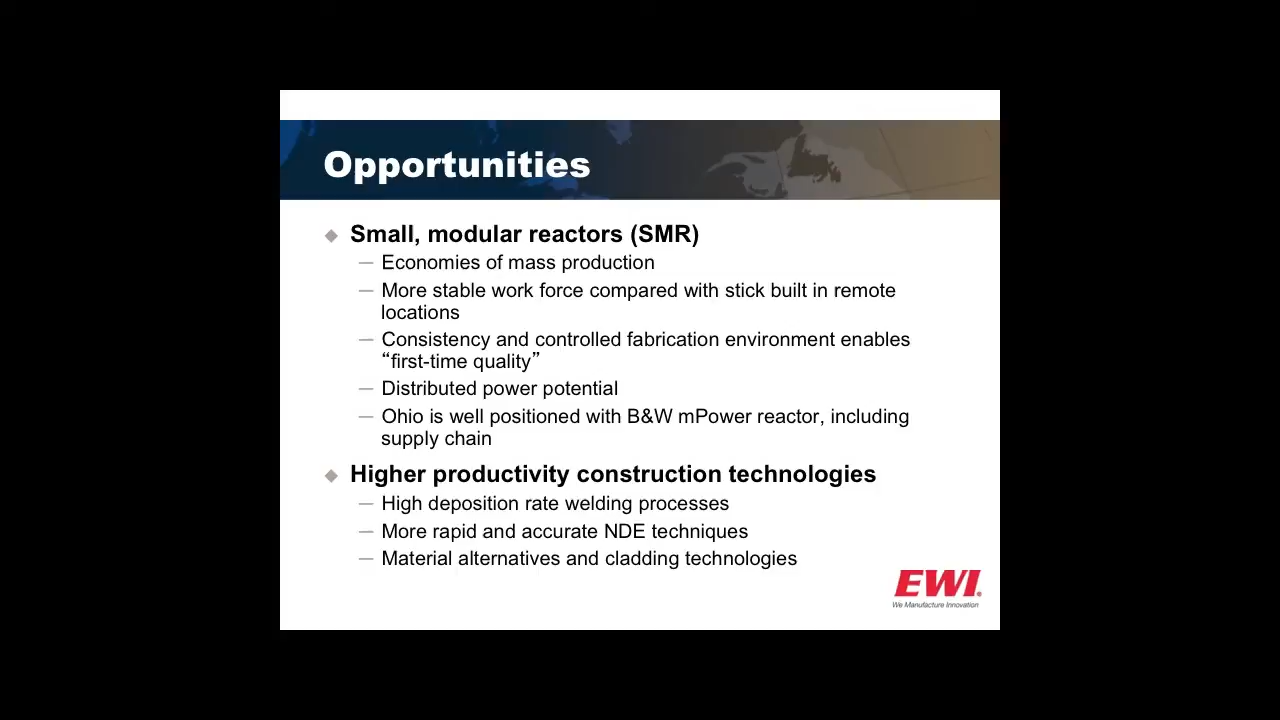 Opportunities
Small, modular reactors (SMR)
— Economies of mass production
— More stable work force compared with stick built in remote
locations
— Consistency and controlled fabrication environment enables
“first-time quality”
— Distributed power potential
— Ohio is well positioned with B&W mPower reactor, including
supply chain
Higher productivity construction technologies
— High deposition rate welding processes
— More rapid and accurate NDE techniques
— Material alternatives and cladding technologies
EWI®
We Manufacture Innovation